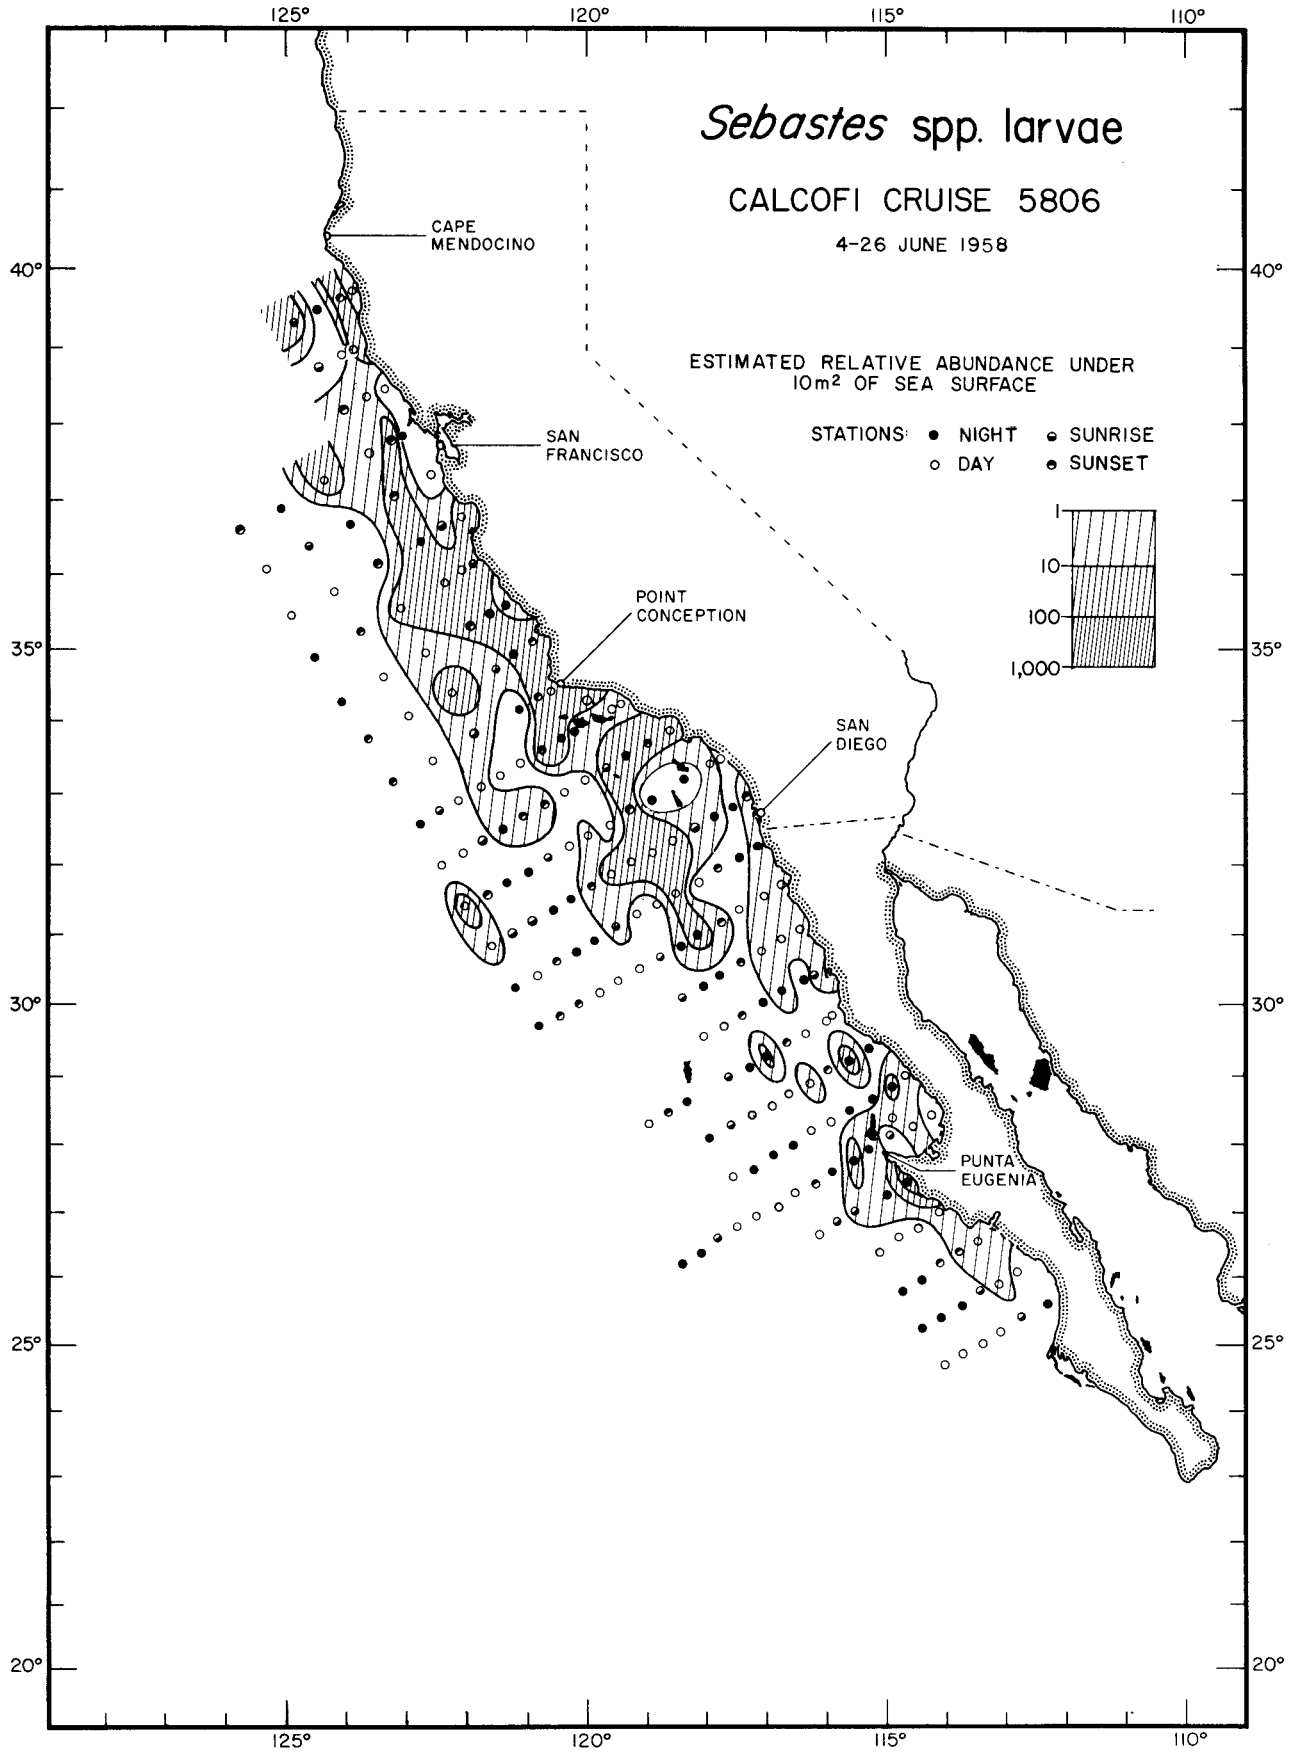 125° 120° 115° 110°
Sebastes spp. larvae
CALCOFI CRUISE 5806
4-26 JUNE 1958
CAPE
MENDOCINO
40° 40°
ESTIMATED RELATIVE ABUNDANCE UNDER
10m² OF SEA SURFACE
STATIONS: NIGHT SUNRISE
DAY SUNSET
SAN
FRANCISCO
1
10
100
1,000
POINT
CONCEPTION
35° 35°
SAN
DIEGO
30° 30°
PUNTA
EUGENIA
25° 25°
20° 20°
125° 120° 115° 110°